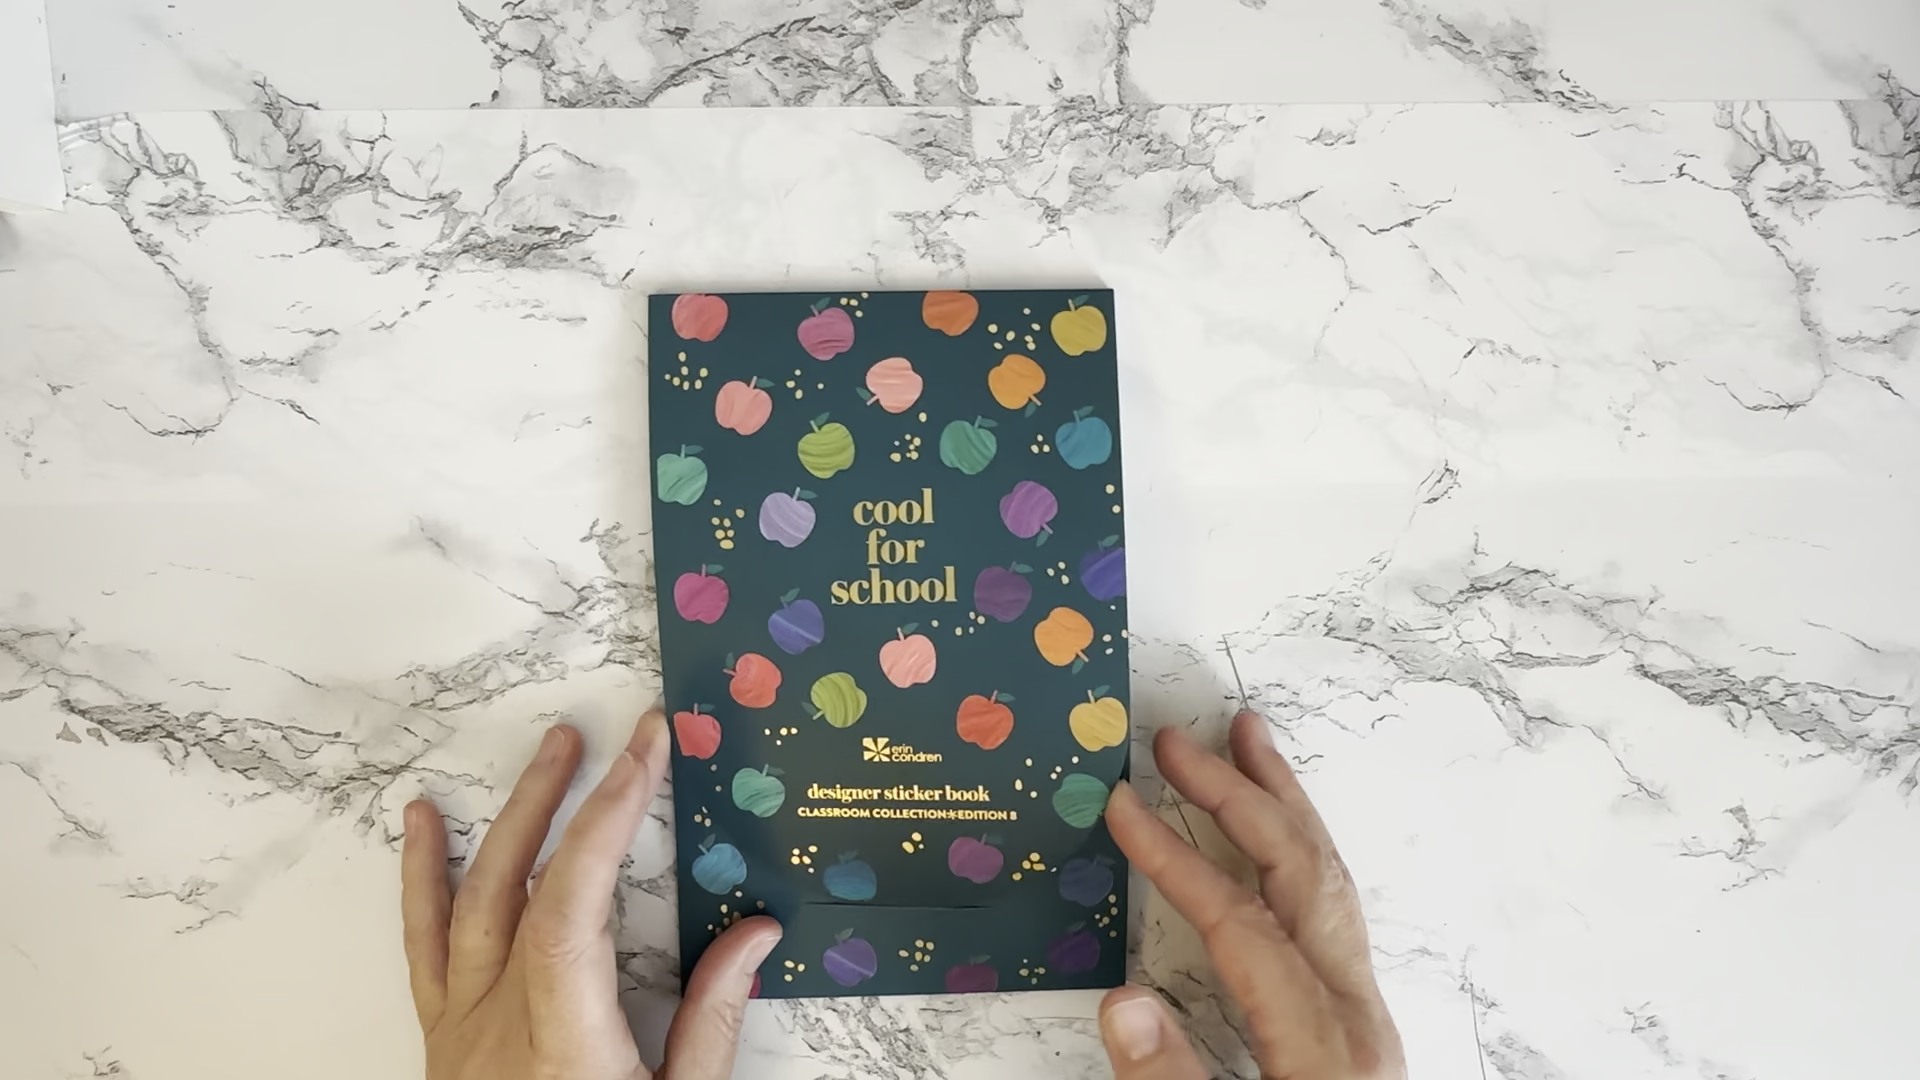 cool
for
school
erin
condren
designer sticker book
CLASSROOM COLLECTION✻EDITION 8